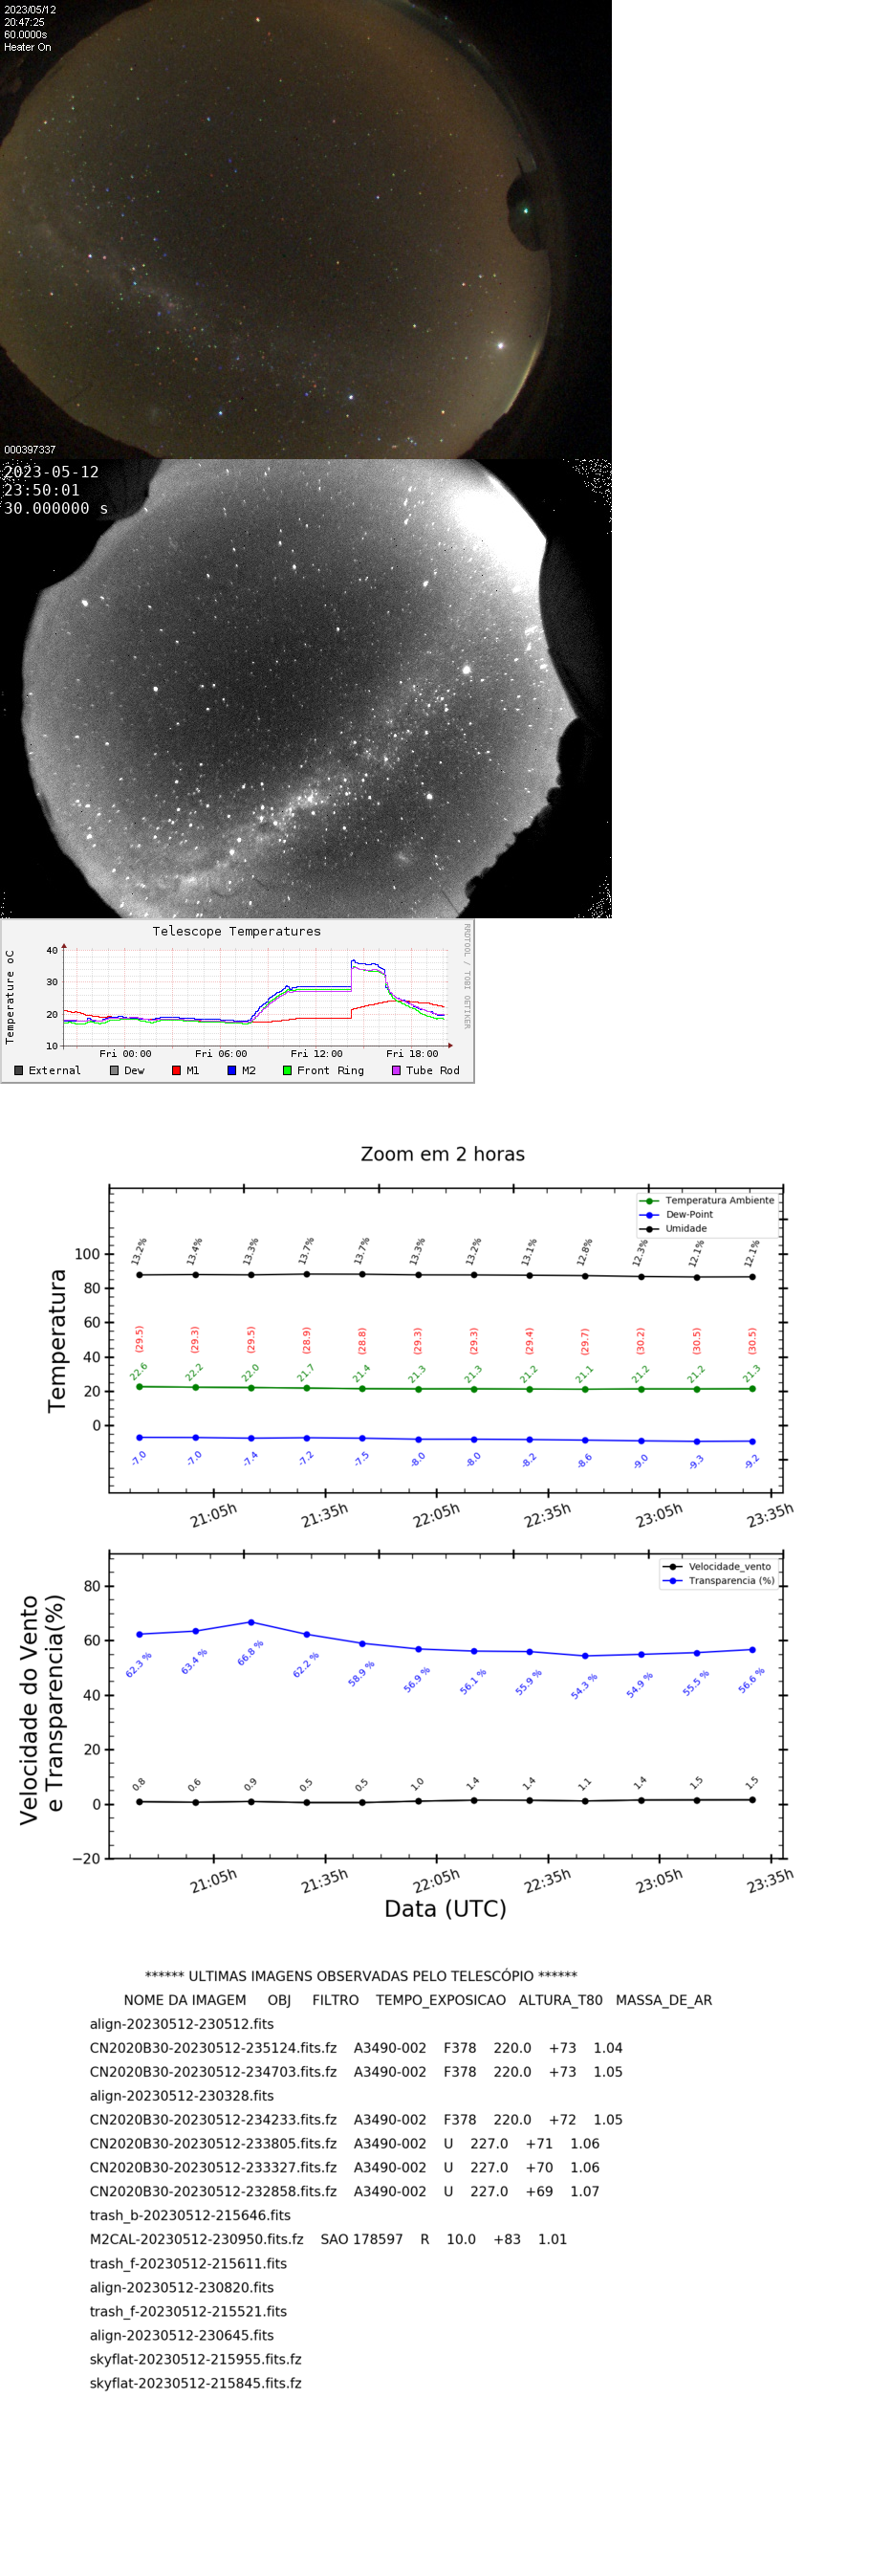 2023/05/12
20:47:25
60.0000s
Heater On
000397337
2023-05-12
23:50:01
30.000000 s
Telescope Temperatures
RRDTOOL / TOBI OETIKER
Temperature oC
40
30
20
10
Fri 00:00 Fri 06:00 Fri 12:00 Fri 18:00
External Dew M1 M2 Front Ring Tube Rod
Zoom em 2 horas
Temperatura Ambiente
Dew-Point
Umidade
Temperatura
100
80
60
40
20
0
13.2% 13.4% 13.3% 13.7% 13.7% 13.3% 13.2% 13.1% 12.8% 12.3% 12.1% 12.1%
(29.5) (29.3) (29.5) (28.9) (28.8) (29.3) (29.3) (29.4) (29.7) (30.2) (30.5) (30.5)
22.6 22.2 22.0 21.7 21.4 21.3 21.3 21.2 21.1 21.2 21.2 21.3
-7.0 -7.0 -7.4 -7.2 -7.5 -8.0 -8.0 -8.2 -8.6 -9.0 -9.3 -9.2
21:05h 21:35h 22:05h 22:35h 23:05h 23:35h
Velocidade_vento
Transparencia (%)
Velocidade do Vento
e Transparencia(%)
80
60
40
20
0
−20
62.3 % 63.4 % 66.8 % 62.2 % 58.9 % 56.9 % 56.1 % 55.9 % 54.3 % 54.9 % 55.5 % 56.6 %
0.8 0.6 0.9 0.5 0.5 1.0 1.4 1.4 1.1 1.4 1.5 1.5
21:05h 21:35h 22:05h 22:35h 23:05h 23:35h
Data (UTC)
****** ULTIMAS IMAGENS OBSERVADAS PELO TELESCÓPIO ******
NOME DA IMAGEM OBJ FILTRO TEMPO_EXPOSICAO ALTURA_T80 MASSA_DE_AR
align-20230512-230512.fits
CN2020B30-20230512-235124.fits.fz A3490-002 F378 220.0 +73 1.04
CN2020B30-20230512-234703.fits.fz A3490-002 F378 220.0 +73 1.05
align-20230512-230328.fits
CN2020B30-20230512-234233.fits.fz A3490-002 F378 220.0 +72 1.05
CN2020B30-20230512-233805.fits.fz A3490-002 U 227.0 +71 1.06
CN2020B30-20230512-233327.fits.fz A3490-002 U 227.0 +70 1.06
CN2020B30-20230512-232858.fits.fz A3490-002 U 227.0 +69 1.07
trash_b-20230512-215646.fits
M2CAL-20230512-230950.fits.fz SAO 178597 R 10.0 +83 1.01
trash_f-20230512-215611.fits
align-20230512-230820.fits
trash_f-20230512-215521.fits
align-20230512-230645.fits
skyflat-20230512-215955.fits.fz
skyflat-20230512-215845.fits.fz